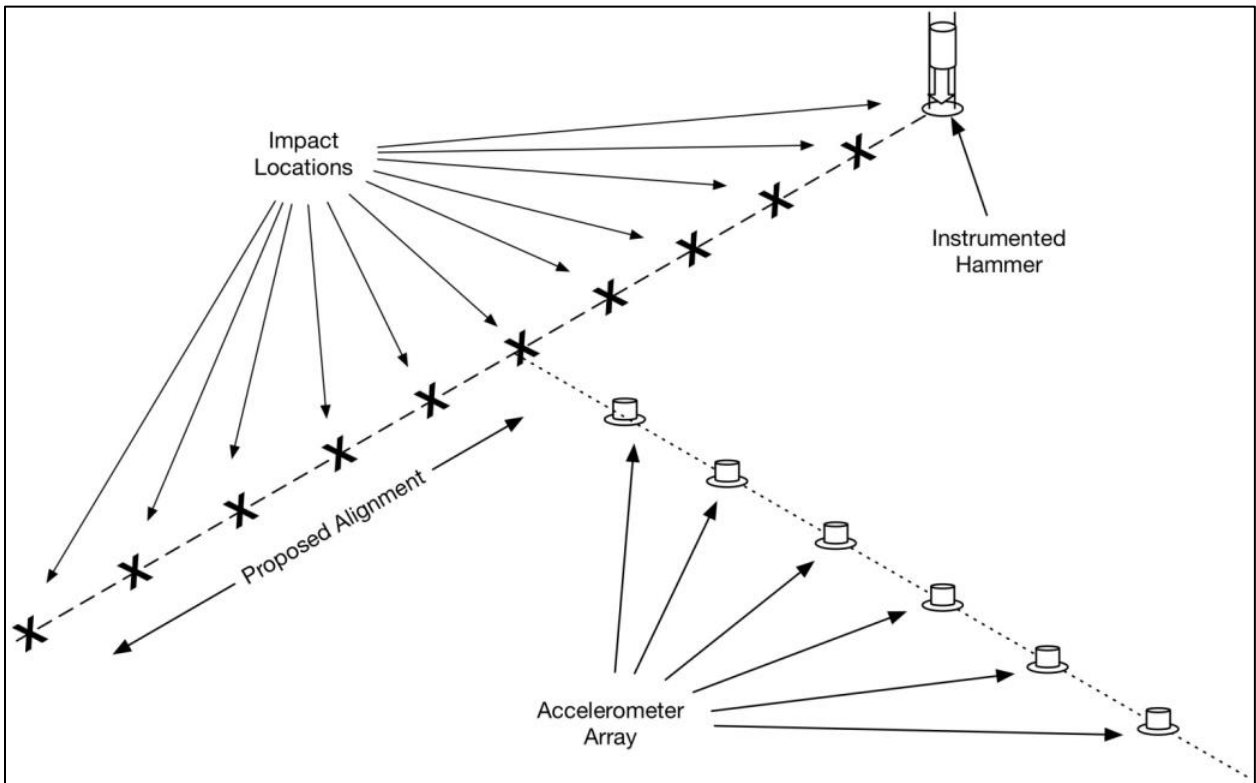 Impact
Locations
Instrumented
Hammer
Proposed Alignment
Accelerometer
Array